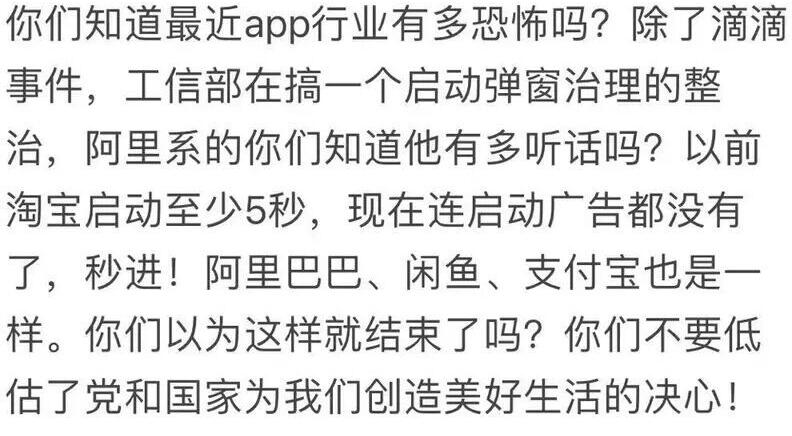 你们知道最近app行业有多恐怖吗？除了滴滴
事件，工信部在搞一个启动弹窗治理的整
治，阿里系的你们知道他有多听话吗？以前
淘宝启动至少5秒，现在连启动广告都没有
了，秒进！阿里巴巴、闲鱼、支付宝也是一
样。你们以为这样就结束了吗？你们不要低
估了党和国家为我们创造美好生活的决心！